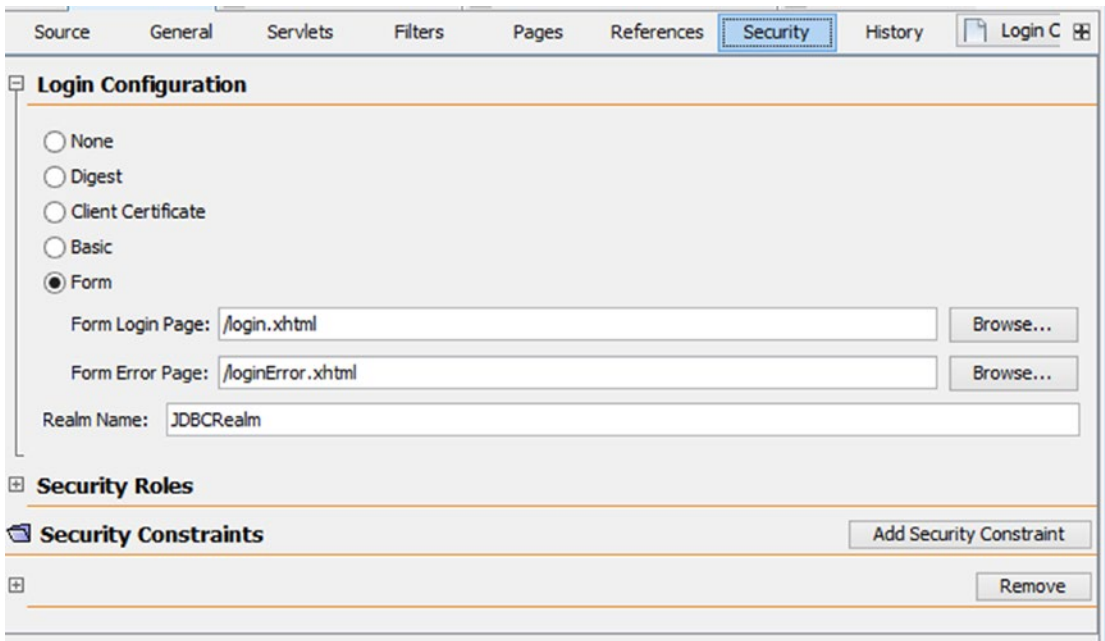 Source General Servlets Filters Pages References Security History Login C
Login Configuration
None
Digest
Client Certificate
Basic
Form
Form Login Page: /login.xhtml Browse...
Form Error Page: /loginError.xhtml Browse...
Realm Name: JDBCRealm
Security Roles
Security Constraints Add Security Constraint
Remove